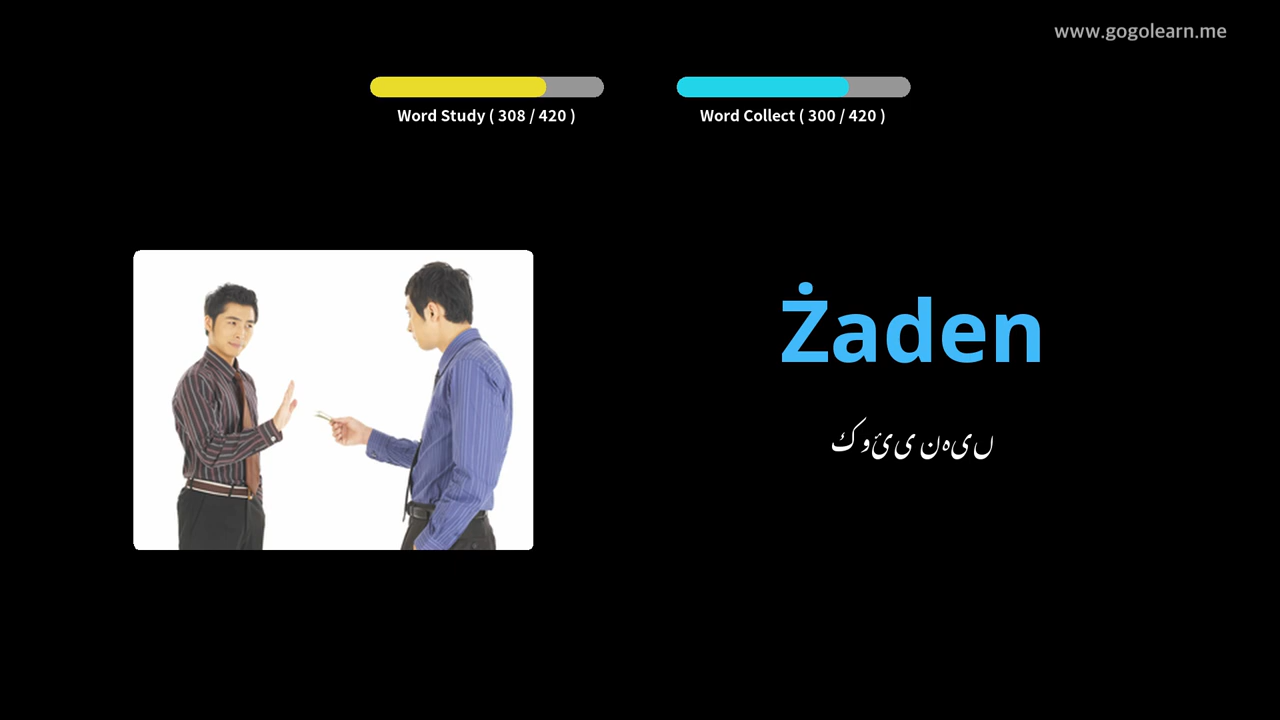 www.gogolearn.me
Word Study ( 308 / 420 )
Word Collect ( 300 / 420 )
Żaden
کوئی نہیں